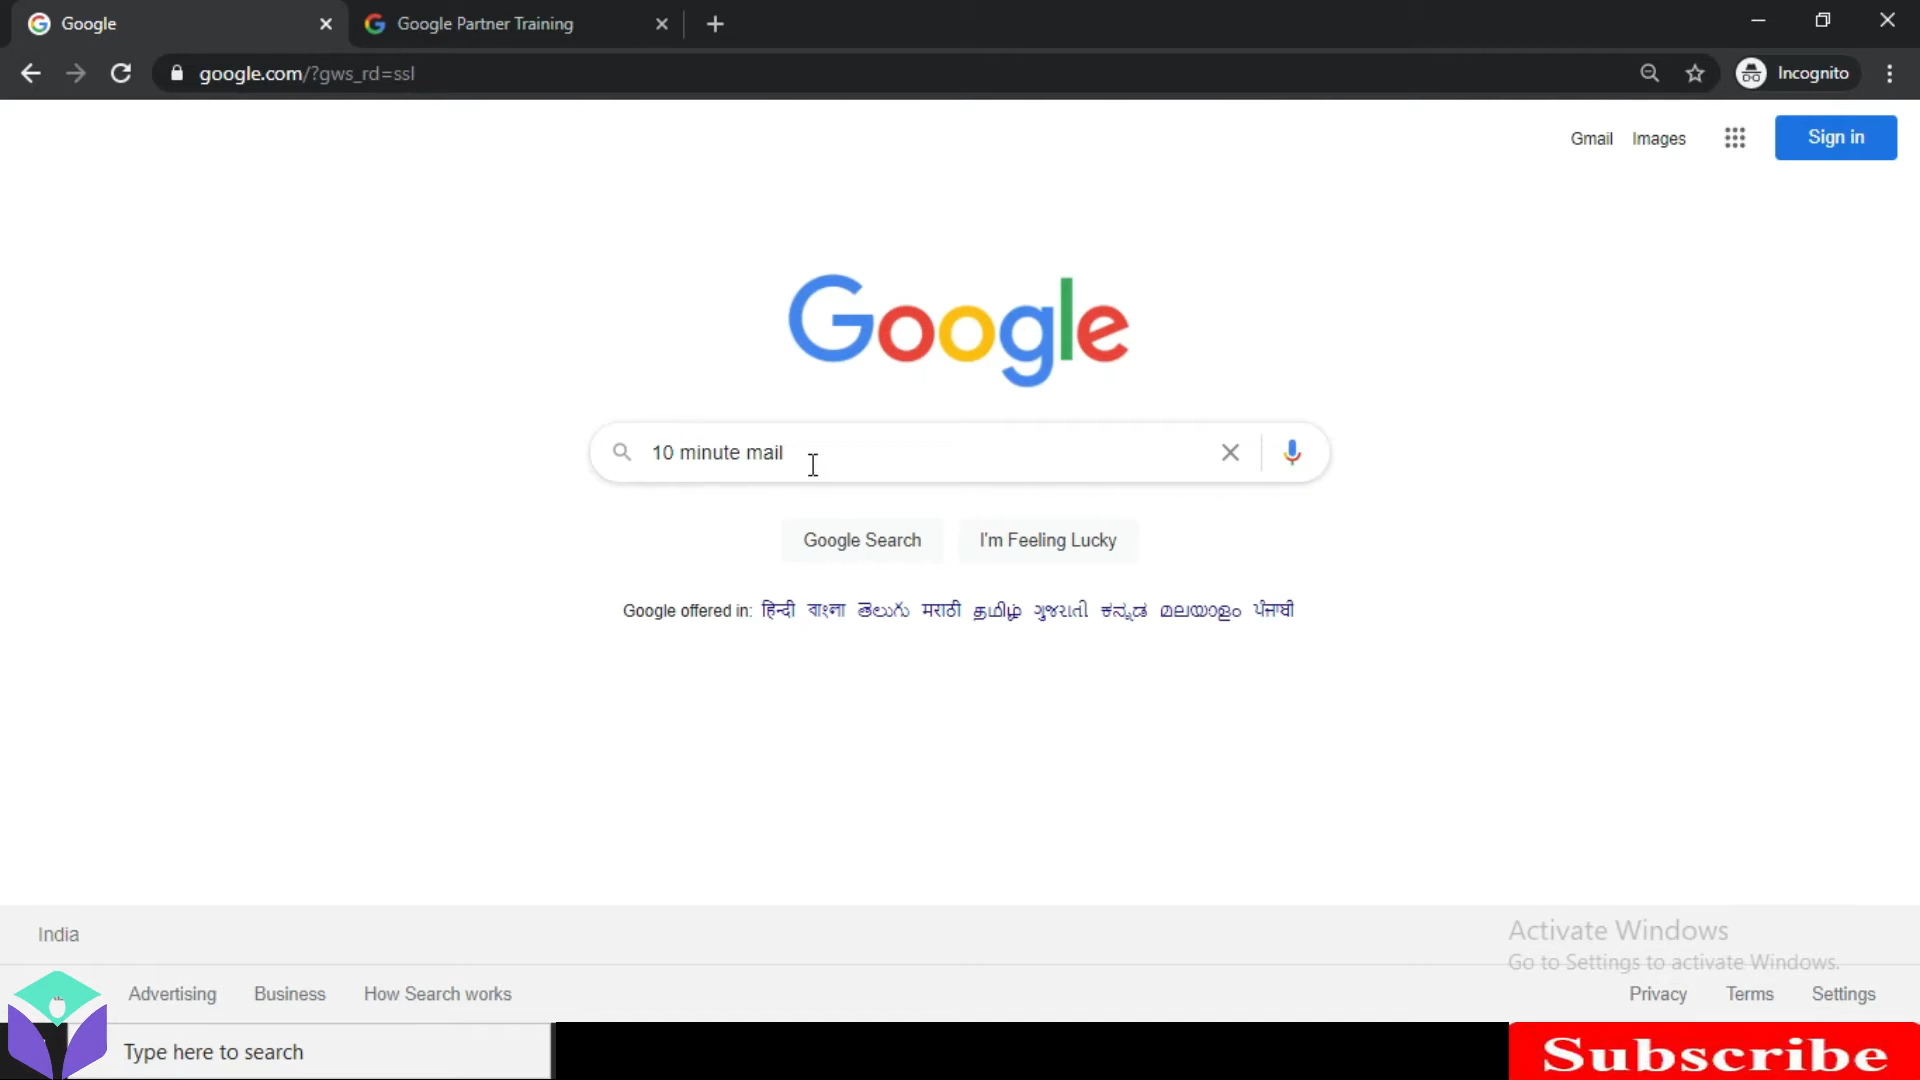 Google
Google Partner Training
google.com/?gws_rd=ssl
Incognito
Gmail Images
Sign in
Google
10 minute mail
Google Search
I'm Feeling Lucky
Google offered in: हिन्दी বাংলা తెలుగు मराठी தமிழ் ગુજરાતી ಕನ್ನಡ മലയാളം ਪੰਜਾਬੀ
India
Activate Windows
Go to Settings to activate Windows.
Advertising Business How Search works
Privacy Terms Settings
Type here to search
Subscribe